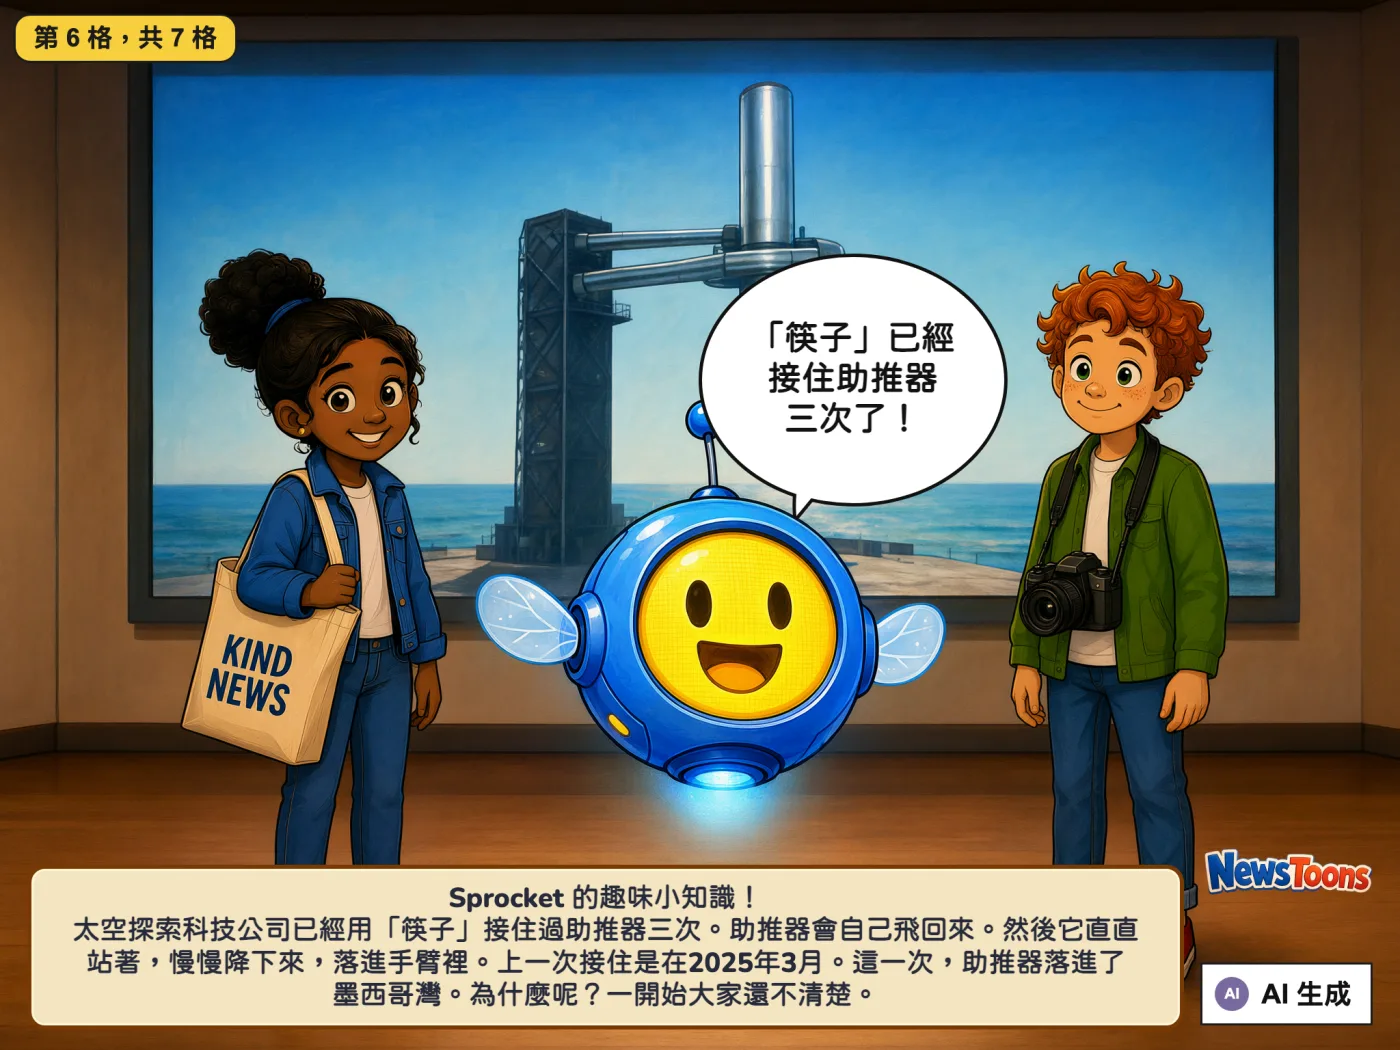 第 6 格，共 7 格
「筷子」已經
接住助推器
三次了！
KIND
NEWS
Sprocket 的趣味小知識！
太空探索科技公司已經用「筷子」接住過助推器三次。助推器會自己飛回來。然後它直直
站著，慢慢降下來，落進手臂裡。上一次接住是在2025年3月。這一次，助推器落進了
墨西哥灣。為什麼呢？一開始大家還不清楚。
NewsToons
AI AI 生成